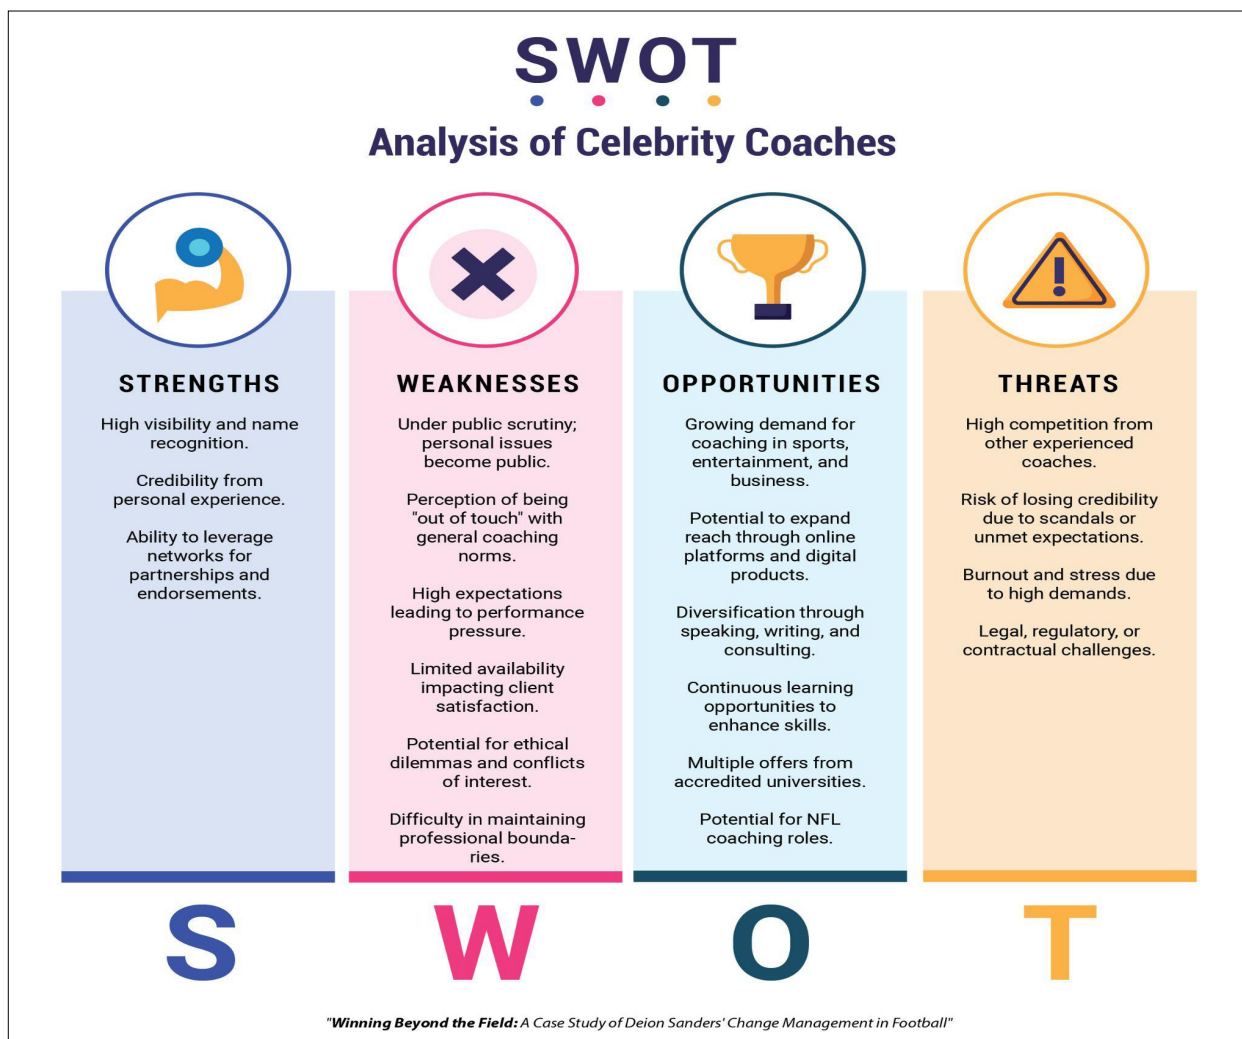 SWOT
Analysis of Celebrity Coaches
STRENGTHS
High visibility and name
recognition.
Credibility from
personal experience.
Ability to leverage
networks for
partnerships and
endorsements.
WEAKNESSES
Under public scrutiny;
personal issues
become public.
Perception of being
"out of touch" with
general coaching
norms.
High expectations
leading to performance
pressure.
Limited availability
impacting client
satisfaction.
Potential for ethical
dilemmas and conflicts
of interest.
Difficulty in maintaining
professional bounda-
ries.
OPPORTUNITIES
Growing demand for
coaching in sports,
entertainment, and
business.
Potential to expand
reach through online
platforms and digital
products.
Diversification through
speaking, writing, and
consulting.
Continuous learning
opportunities to
enhance skills.
Multiple offers from
accredited universities.
Potential for NFL
coaching roles.
THREATS
High competition from
other experienced
coaches.
Risk of losing credibility
due to scandals or
unmet expectations.
Burnout and stress due
to high demands.
Legal, regulatory, or
contractual challenges.
S W O T
"Winning Beyond the Field: A Case Study of Deion Sanders' Change Management in Football"